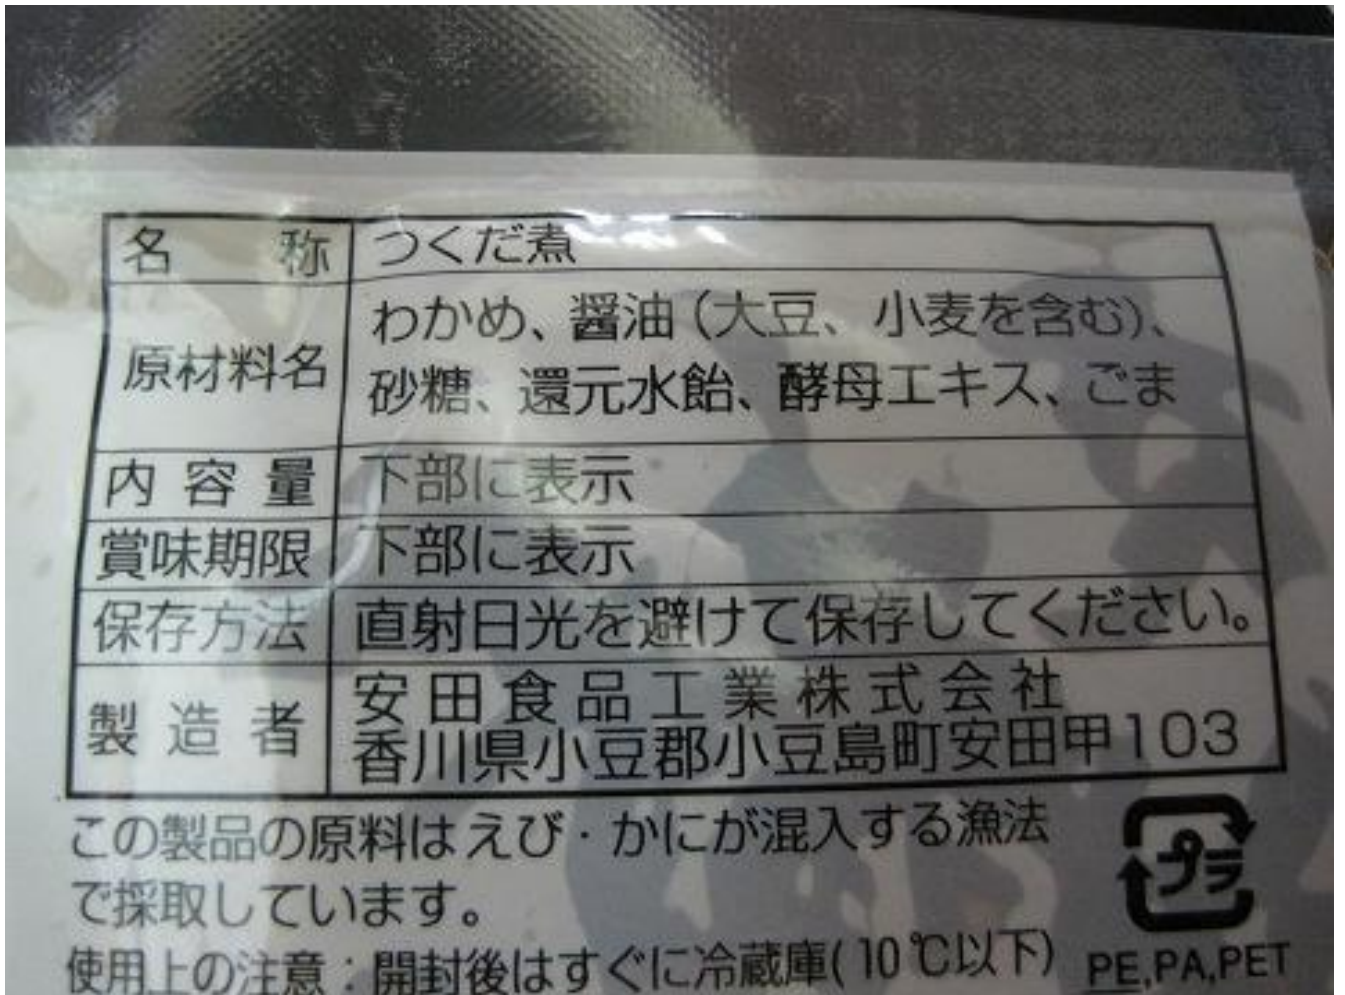 名称 つくだ煮
原材料名 わかめ、醤油(大豆、小麦を含む)、
砂糖、還元水飴、酵母エキス、ごま
内容量 下部に表示
賞味期限 下部に表示
保存方法 直射日光を避けて保存してください。
製造者 安田食品工業株式会社
香川県小豆郡小豆島町安田甲103
この製品の原料はえび・かにが混入する漁法
で採取しています。
プラ
使用上の注意:開封後はすぐに冷蔵庫(10℃以下)
PE,PA,PET